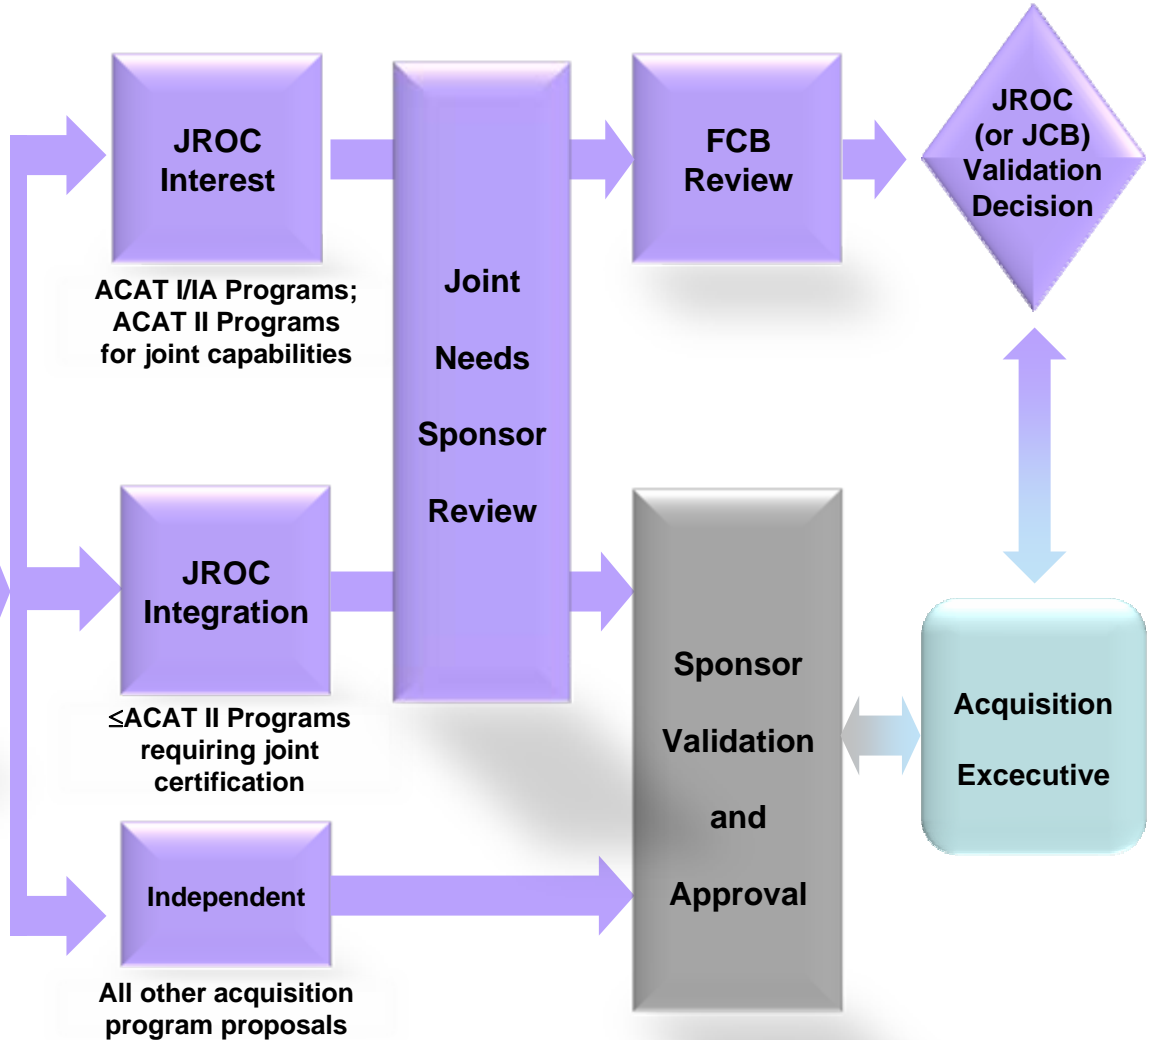 JROC
Interest
ACAT I/IA Programs;
ACAT II Programs
for joint capabilities
JROC
Integration
≤ACAT II Programs
requiring joint
certification
Independent
All other acquisition
program proposals
Joint
Needs
Sponsor
Review
FCB
Review
Sponsor
Validation
and
Approval
JROC
(or JCB)
Validation
Decision
Acquisition
Excecutive